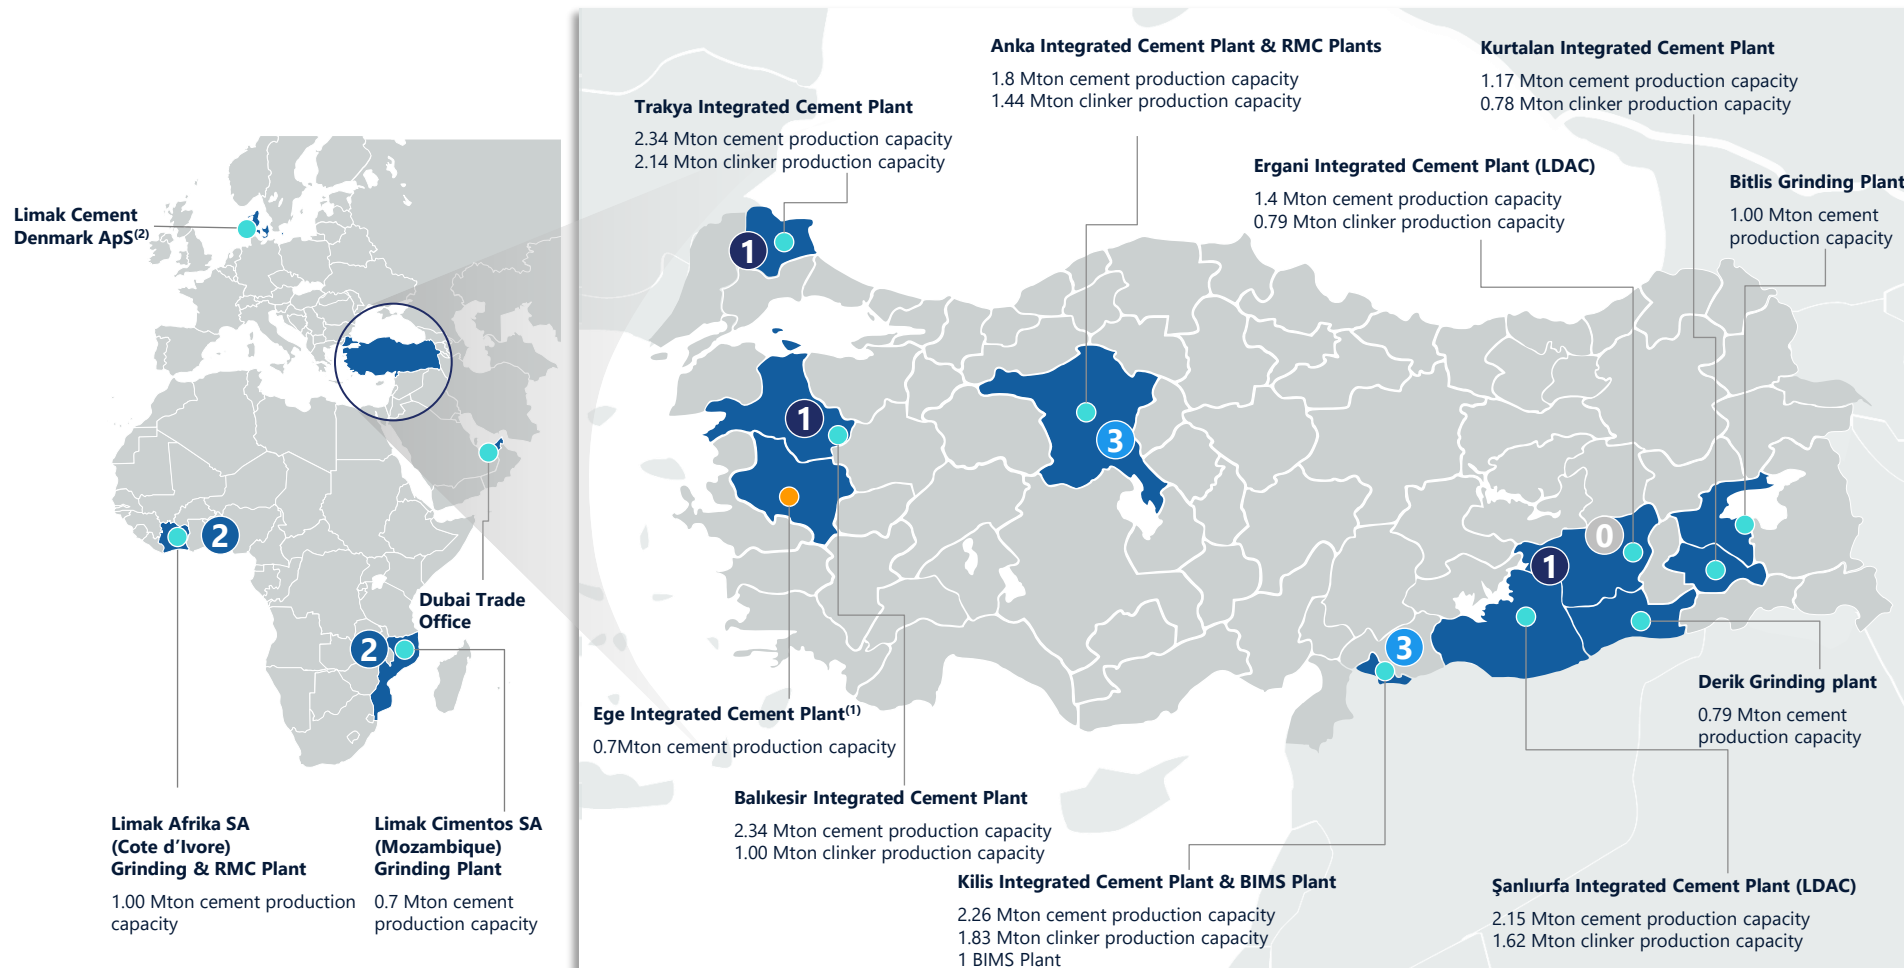 Limak Cement
Denmark ApS(2)
2
2
Dubai Trade
Office
Limak Afrika SA
(Cote d’Ivore)
Grinding & RMC Plant
1.00 Mton cement production
capacity
Limak Cimentos SA
(Mozambique)
Grinding Plant
0.7 Mton cement
production capacity
Trakya Integrated Cement Plant
2.34 Mton cement production capacity
2.14 Mton clinker production capacity
Anka Integrated Cement Plant & RMC Plants
1.8 Mton cement production capacity
1.44 Mton clinker production capacity
Kurtalan Integrated Cement Plant
1.17 Mton cement production capacity
0.78 Mton clinker production capacity
Ergani Integrated Cement Plant (LDAC)
1.4 Mton cement production capacity
0.79 Mton clinker production capacity
Bitlis Grinding Plant
1.00 Mton cement
production capacity
1
1
3
0
1
3
Ege Integrated Cement Plant(1)
0.7Mton cement production capacity
Balıkesir Integrated Cement Plant
2.34 Mton cement production capacity
1.00 Mton clinker production capacity
Kilis Integrated Cement Plant & BIMS Plant
2.26 Mton cement production capacity
1.83 Mton clinker production capacity
1 BIMS Plant
Derik Grinding plant
0.79 Mton cement
production capacity
Şanlıurfa Integrated Cement Plant (LDAC)
2.15 Mton cement production capacity
1.62 Mton clinker production capacity